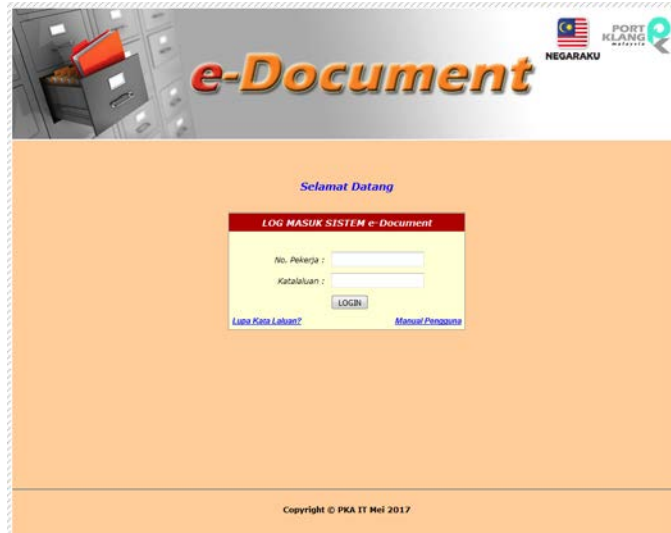 e-Document
NEGARAKU
PORT
KLANG
malaysia
Selamat Datang
LOG MASUK SISTEM e-Document
No. Pekerja :
Katalaluan :
LOGIN
Lupa Kata Laluan?
Manual Pengguna
Copyright © PKA IT Mei 2017